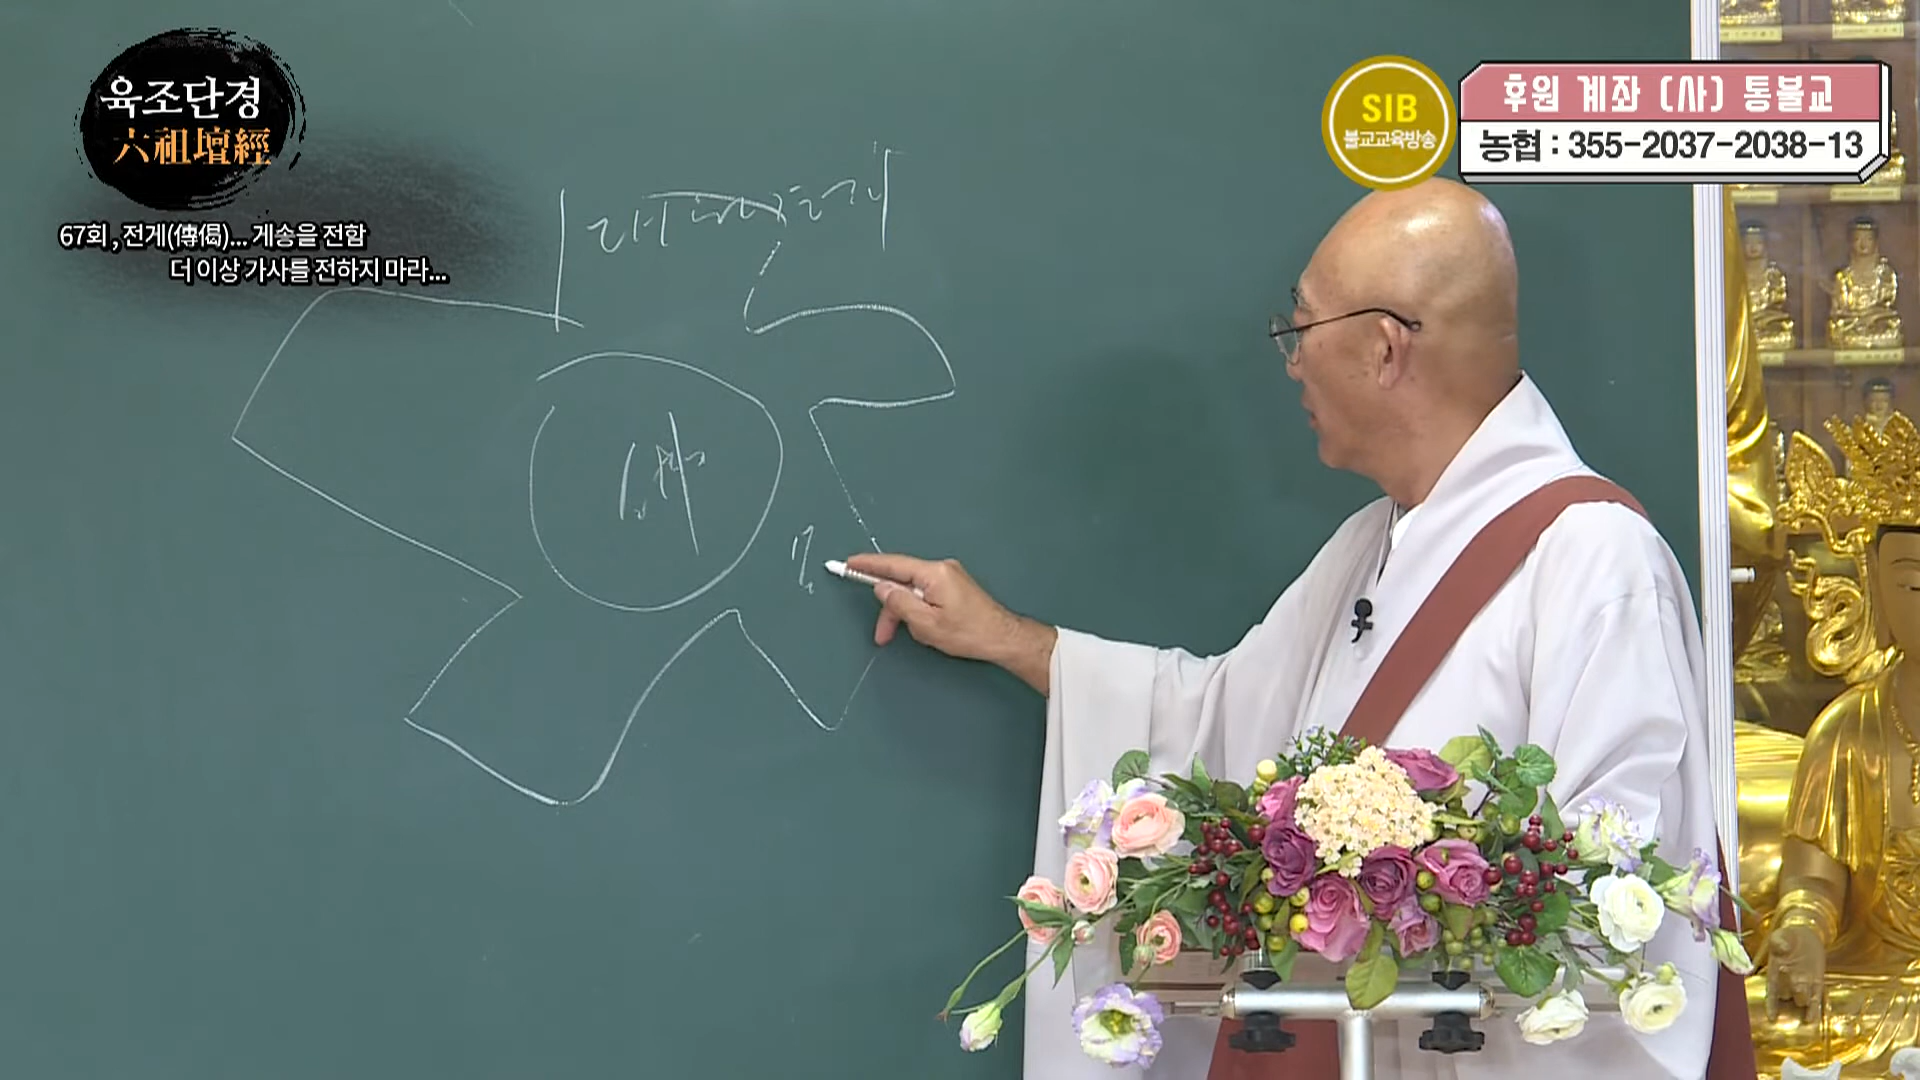 육조단경
六祖壇經
67회, 전게(傳偈)... 게송을 전함
더 이상 가사를 전하지 마라...
SIB
불교교육방송
후원 계좌 (사) 통불교
농협 : 355-2037-2038-13